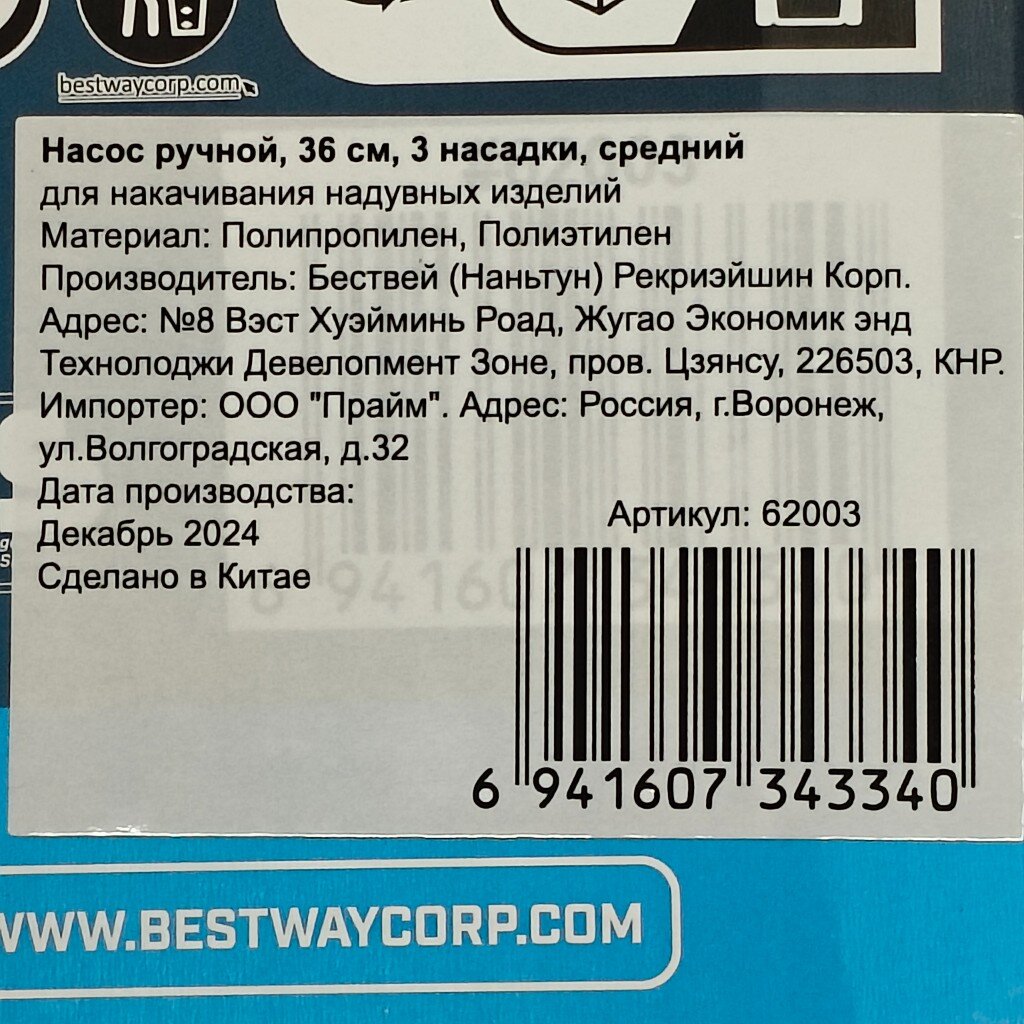 bestwaycorp.com
Насос ручной, 36 см, 3 насадки, средний
для накачивания надувных изделий
Материал: Полипропилен, Полиэтилен
Производитель: Бествей (Наньтун) Рекриэйшин Корп.
Адрес: №8 Вэст Хуэйминь Роад, Жугао Экономик энд
Технолоджи Девелопмент Зоне, пров. Цзянсу, 226503, КНР.
Импортер: ООО "Прайм". Адрес: Россия, г.Воронеж,
ул.Волгоградская, д.32
Дата производства:
Декабрь 2024
Сделано в Китае
Артикул: 62003
6 941607 343340
WWW.BESTWAYCORP.COM